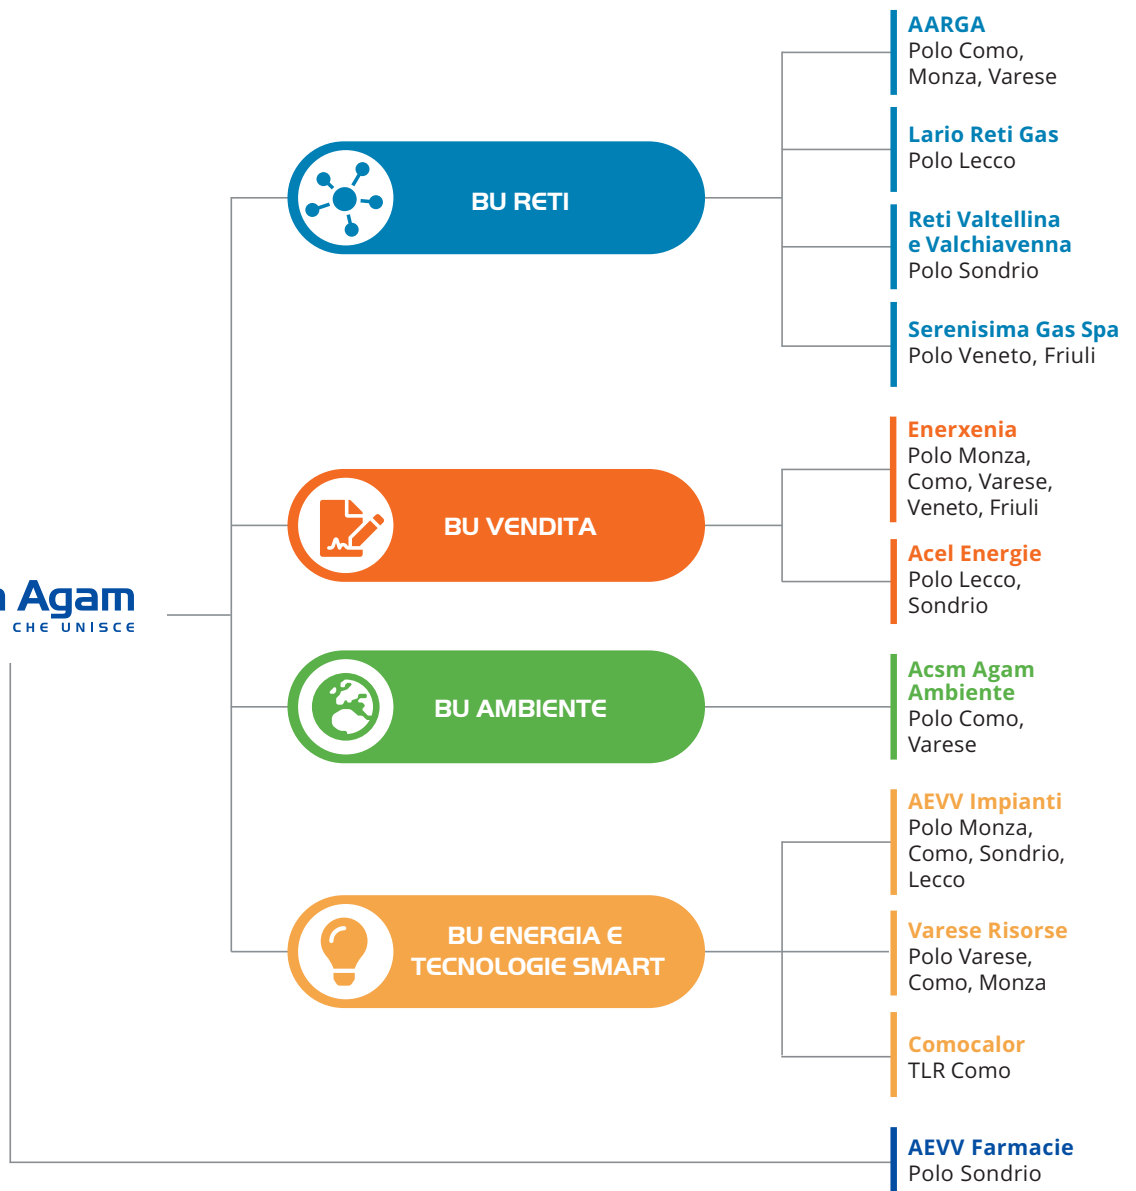 AARGA
Polo Como,
Monza, Varese
Lario Reti Gas
Polo Lecco
BU RETI
Reti Valtellina
e Valchiavenna
Polo Sondrio
Serenisima Gas Spa
Polo Veneto, Friuli
Enerxenia
Polo Monza,
Como, Varese,
Veneto, Friuli
BU VENDITA
Acel Energie
Polo Lecco,
Sondrio
Agam
CHE UNISCE
BU AMBIENTE
Acsm Agam
Ambiente
Polo Como,
Varese
AEVV Impianti
Polo Monza,
Como, Sondrio,
Lecco
BU ENERGIA E
TECNOLOGIE SMART
Varese Risorse
Polo Varese,
Como, Monza
Comocalor
TLR Como
AEVV Farmacie
Polo Sondrio